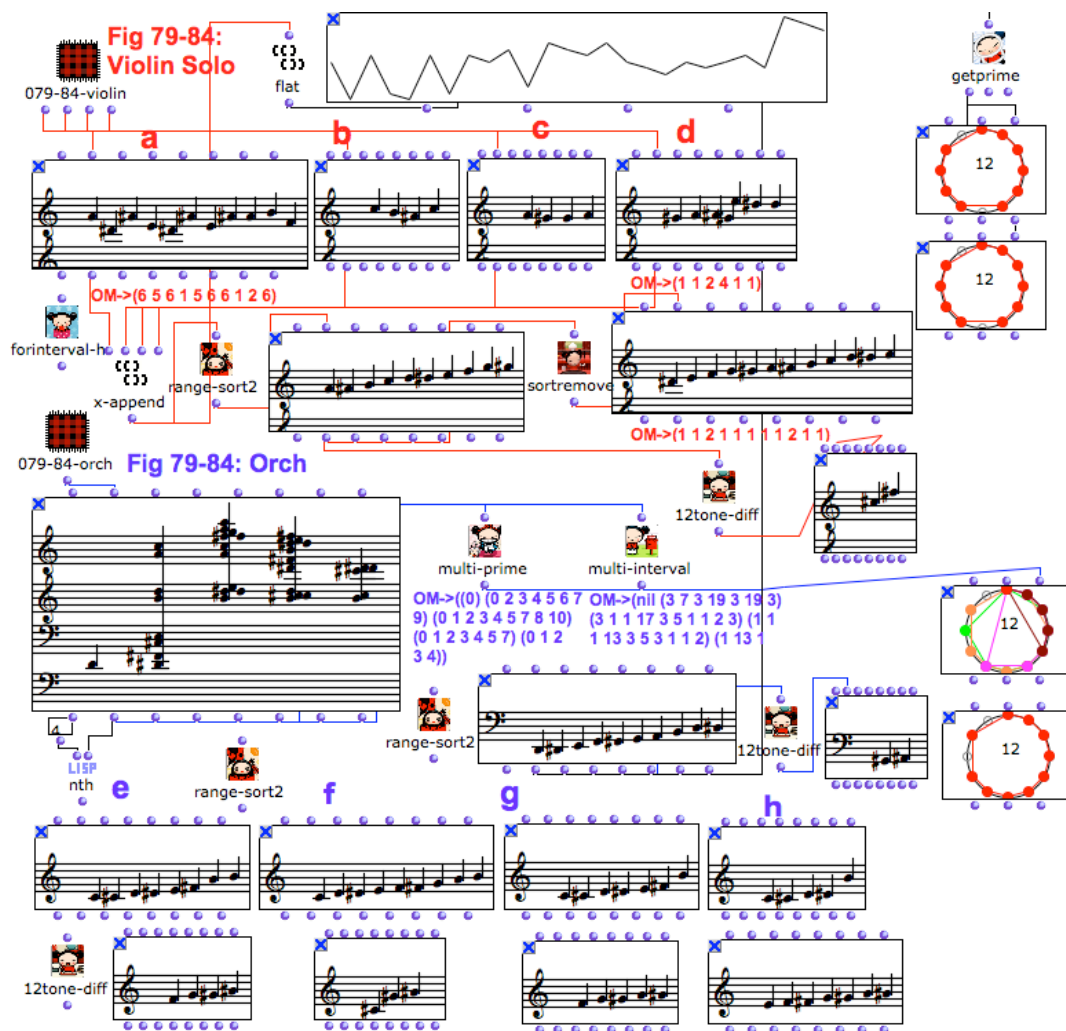 Fig 79-84:
Violin Solo
079-84-violin
flat
getprime
a
b
c
d
12
12
OM->(6 5 6 1 5 6 6 1 2 6)
OM->(1 1 2 4 1 1)
forinterval-h
x-append
range-sort2
sortremove
OM->(1 1 2 1 1 1 1 1 2 1 1)
079-84-orch
Fig 79-84: Orch
12tone-diff
multi-prime
multi-interval
OM->((0) (0 2 3 4 5 6 7
9) (0 1 2 3 4 5 7 8 10)
(0 1 2 3 4 5 7) (0 1 2
3 4))
OM->(nil (3 7 3 19 3 19 3)
(3 1 1 17 3 5 1 1 2 3) (1 1
1 13 3 5 3 1 1 2) (1 13 1
12
range-sort2
12tone-diff
12
4
LISP
nth
range-sort2
e
f
g
h
12tone-diff